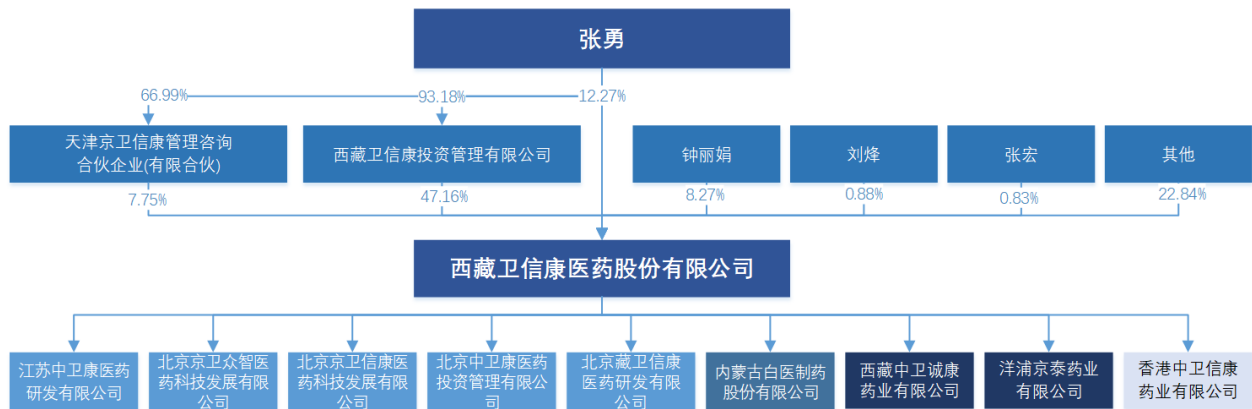 张勇
66.99%
93.18%
12.27%
天津京卫信康管理咨询
合伙企业(有限合伙)
西藏卫信康投资管理有限公司
钟丽娟
刘烽
张宏
其他
7.75%
47.16%
8.27%
0.88%
0.83%
22.84%
西藏卫信康医药股份有限公司
江苏中卫康医药
研发有限公司
北京京卫众智医
药科技发展有限
公司
北京京卫信康医
药科技发展有限
公司
北京中卫康医药
投资管理有限公
司
北京藏卫信康
医药研发有限
公司
内蒙古白医制药
股份有限公司
西藏中卫诚康
药业有限公司
洋浦京泰药业
有限公司
香港中卫信康
药业有限公司